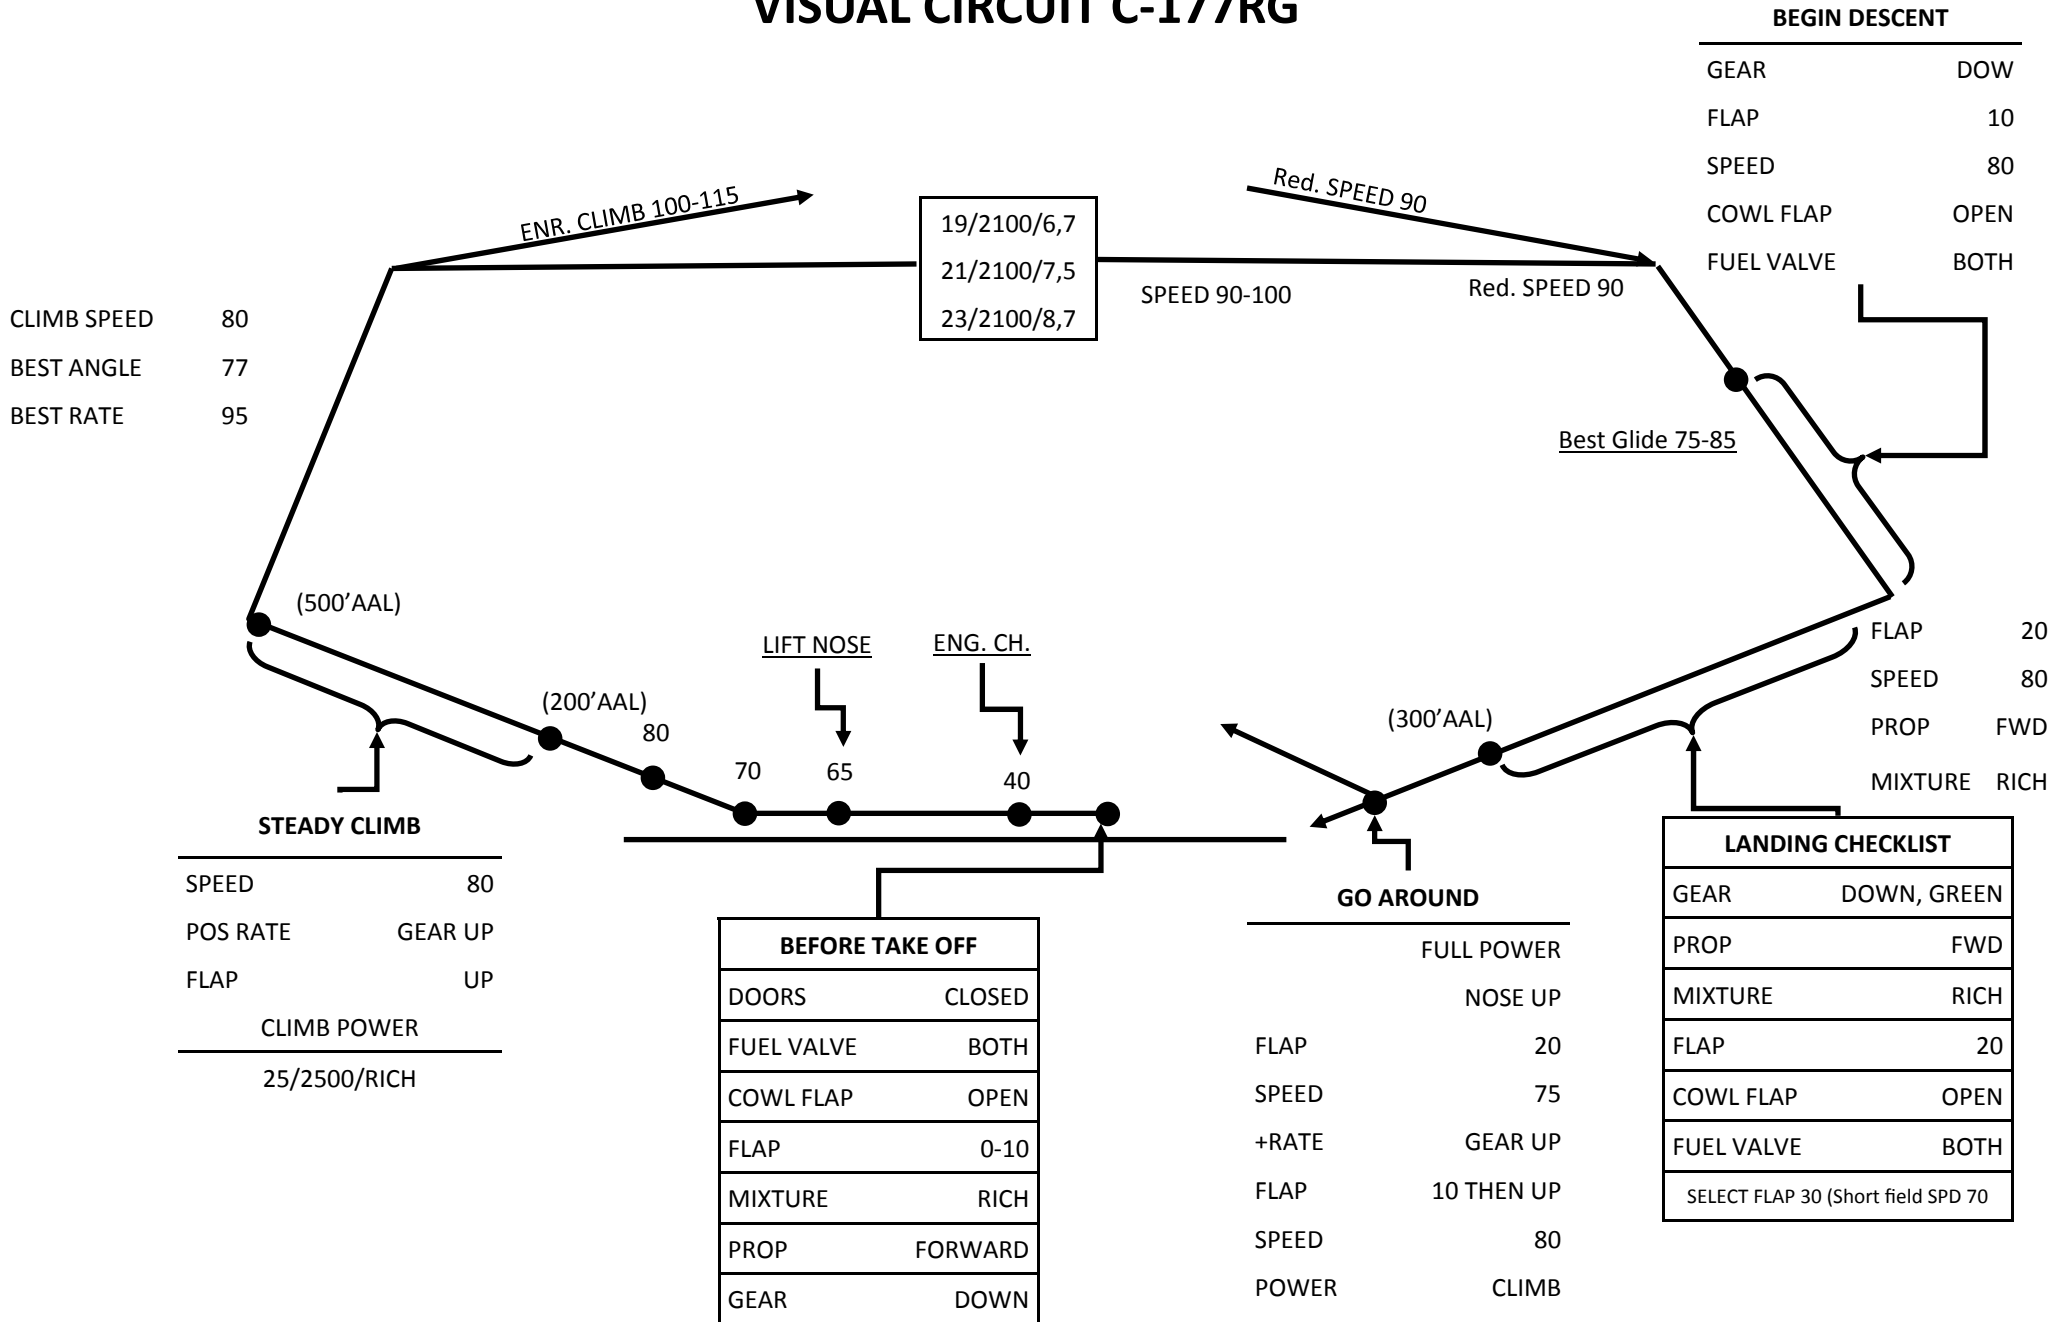 VISUAL CIRCUIT C-177RG
BEGIN DESCENT
GEAR DOW
FLAP 10
SPEED 80
COWL FLAP OPEN
FUEL VALVE BOTH
ENR. CLIMB 100-115
19/2100/6,7
21/2100/7,5
23/2100/8,7
Red. SPEED 90
SPEED 90-100
Red. SPEED 90
CLIMB SPEED 80
BEST ANGLE 77
BEST RATE 95
Best Glide 75-85
(500’AAL)
(200’AAL)
80
70
LIFT NOSE
65
ENG. CH.
40
(300’AAL)
FLAP 20
SPEED 80
PROP FWD
MIXTURE RICH
STEADY CLIMB
SPEED 80
POS RATE GEAR UP
FLAP UP
CLIMB POWER
25/2500/RICH
BEFORE TAKE OFF
DOORS CLOSED
FUEL VALVE BOTH
COWL FLAP OPEN
FLAP 0-10
MIXTURE RICH
PROP FORWARD
GEAR DOWN
GO AROUND
FULL POWER
NOSE UP
FLAP 20
SPEED 75
+RATE GEAR UP
FLAP 10 THEN UP
SPEED 80
POWER CLIMB
LANDING CHECKLIST
GEAR DOWN, GREEN
PROP FWD
MIXTURE RICH
FLAP 20
COWL FLAP OPEN
FUEL VALVE BOTH
SELECT FLAP 30 (Short field SPD 70